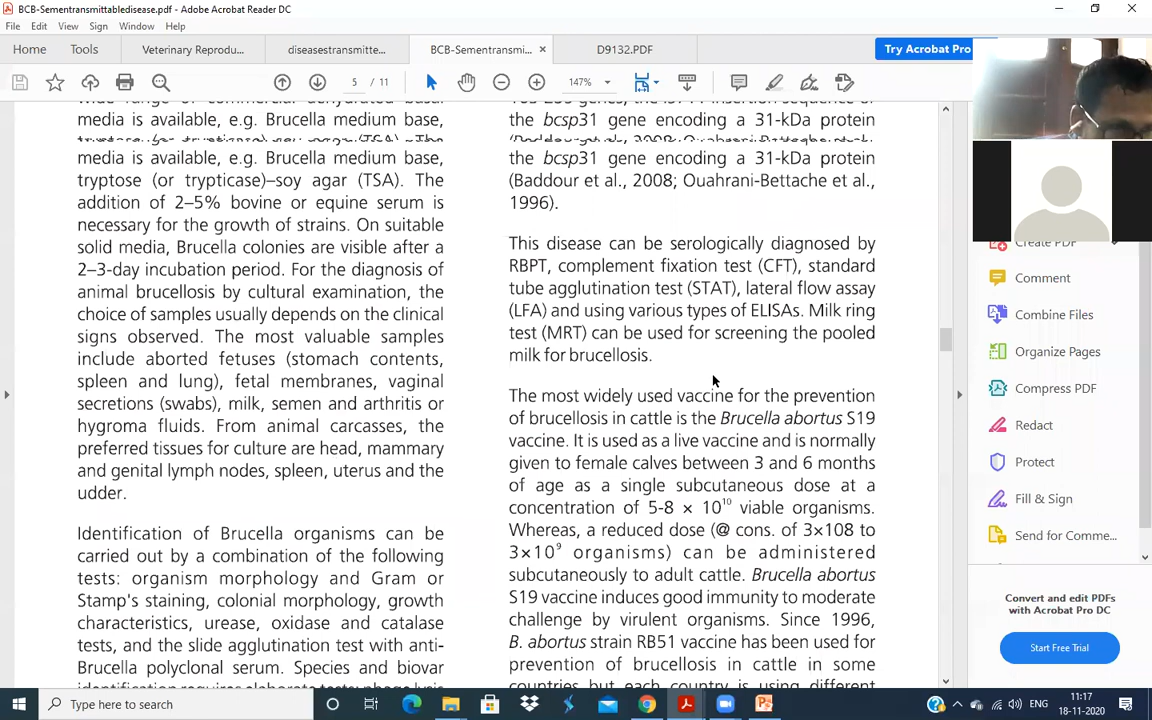 BCB-Sementransmittabledisease.pdf - Adobe Acrobat Reader DC
File Edit View Sign Window Help
Home Tools Veterinary Reprodu... diseasestransmitte... BCB-Sementransmi... × D9132.PDF Try Acrobat Pro
5 / 11 147%
media is available, e.g. Brucella medium base,
media is available, e.g. Brucella medium base,
tryptose (or trypticase)–soy agar (TSA). The
addition of 2–5% bovine or equine serum is
necessary for the growth of strains. On suitable
solid media, Brucella colonies are visible after a
2–3-day incubation period. For the diagnosis of
animal brucellosis by cultural examination, the
choice of samples usually depends on the clinical
signs observed. The most valuable samples
include aborted fetuses (stomach contents,
spleen and lung), fetal membranes, vaginal
secretions (swabs), milk, semen and arthritis or
hygroma fluids. From animal carcasses, the
preferred tissues for culture are head, mammary
and genital lymph nodes, spleen, uterus and the
udder.
Identification of Brucella organisms can be
carried out by a combination of the following
tests: organism morphology and Gram or
Stamp's staining, colonial morphology, growth
characteristics, urease, oxidase and catalase
tests, and the slide agglutination test with anti-
Brucella polyclonal serum. Species and biovar
the bcsp31 gene encoding a 31-kDa protein
the bcsp31 gene encoding a 31-kDa protein
(Baddour et al., 2008; Ouahrani-Bettache et al.,
1996).
This disease can be serologically diagnosed by
RBPT, complement fixation test (CFT), standard
tube agglutination test (STAT), lateral flow assay
(LFA) and using various types of ELISAs. Milk ring
test (MRT) can be used for screening the pooled
milk for brucellosis.
The most widely used vaccine for the prevention
of brucellosis in cattle is the Brucella abortus S19
vaccine. It is used as a live vaccine and is normally
given to female calves between 3 and 6 months
of age as a single subcutaneous dose at a
concentration of 5-8 × 10¹⁰ viable organisms.
Whereas, a reduced dose (@ cons. of 3×108 to
3×10⁹ organisms) can be administered
subcutaneously to adult cattle. Brucella abortus
S19 vaccine induces good immunity to moderate
challenge by virulent organisms. Since 1996,
B. abortus strain RB51 vaccine has been used for
prevention of brucellosis in cattle in some
countries but each country is using different
Create PDF
Comment
Combine Files
Organize Pages
Compress PDF
Redact
Protect
Fill & Sign
Send for Comme...
Convert and edit PDFs
with Acrobat Pro DC
Start Free Trial
Type here to search
ENG
11:17
18-11-2020